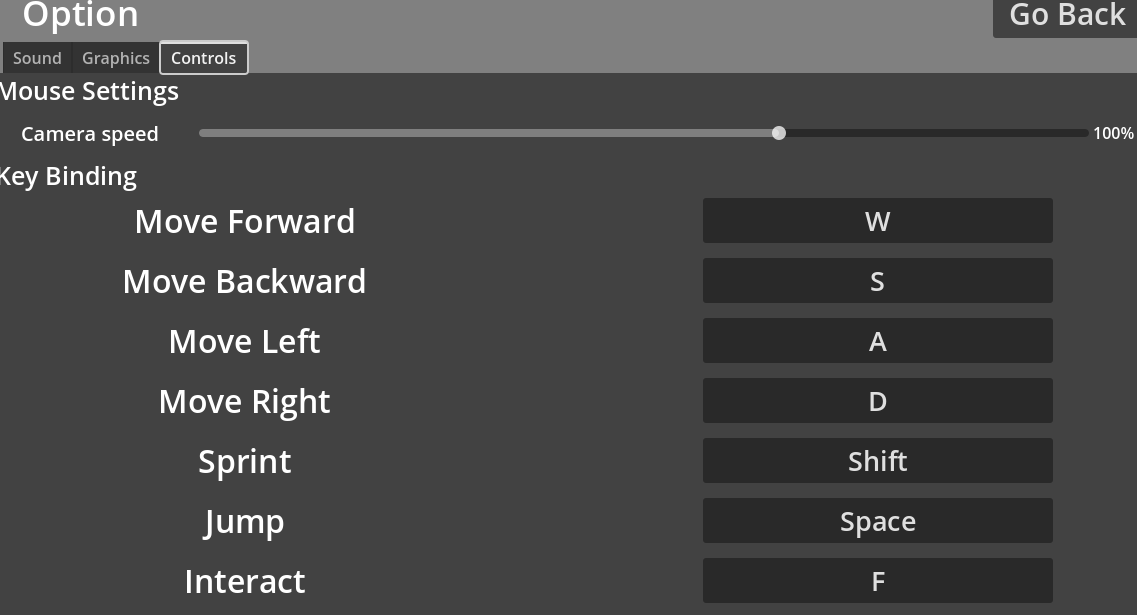 Option
Go Back
Sound Graphics Controls
Mouse Settings
Camera speed 100%
Key Binding
Move Forward W
Move Backward S
Move Left A
Move Right D
Sprint Shift
Jump Space
Interact F